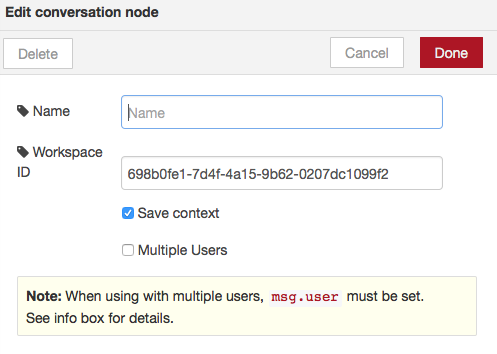 Edit conversation node
Delete
Cancel
Done
Name
Name
Workspace
ID
698b0fe1-7d4f-4a15-9b62-0207dc1099f2
Save context
Multiple Users
Note: When using with multiple users, msg.user must be set.
See info box for details.